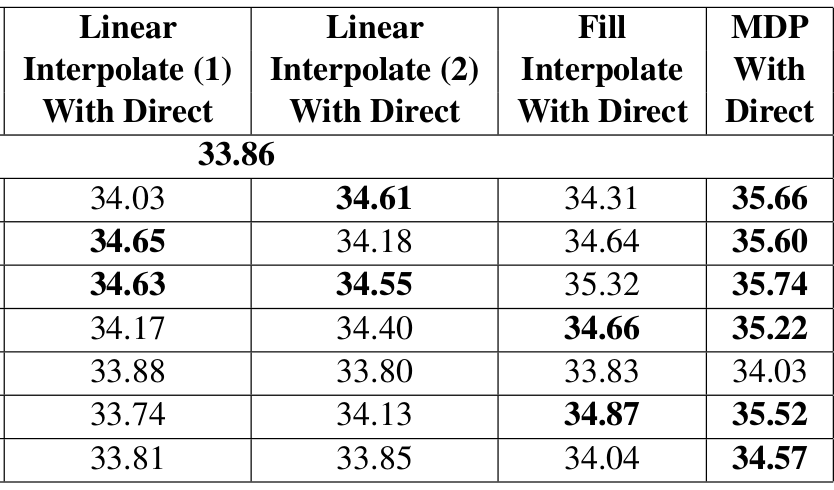 Linear Linear Fill MDP
Interpolate (1) Interpolate (2) Interpolate With
With Direct With Direct With Direct Direct
33.86
34.03 34.61 34.31 35.66
34.65 34.18 34.64 35.60
34.63 34.55 35.32 35.74
34.17 34.40 34.66 35.22
33.88 33.80 33.83 34.03
33.74 34.13 34.87 35.52
33.81 33.85 34.04 34.57